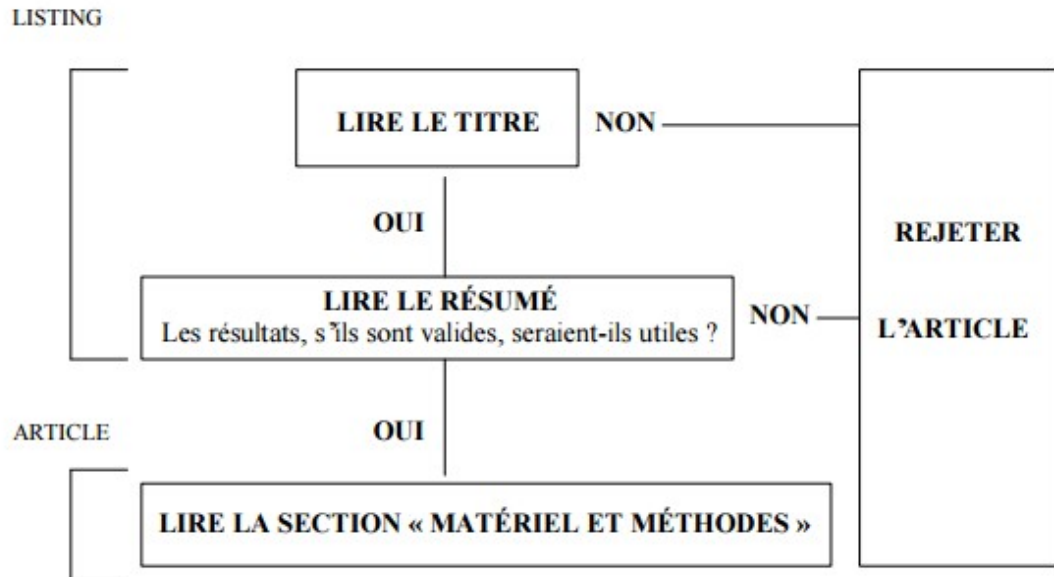 LISTING
LIRE LE TITRE
NON
OUI
REJETER
L’ARTICLE
LIRE LE RÉSUMÉ
Les résultats, s’ils sont valides, seraient-ils utiles ?
NON
ARTICLE
OUI
LIRE LA SECTION « MATÉRIEL ET MÉTHODES »